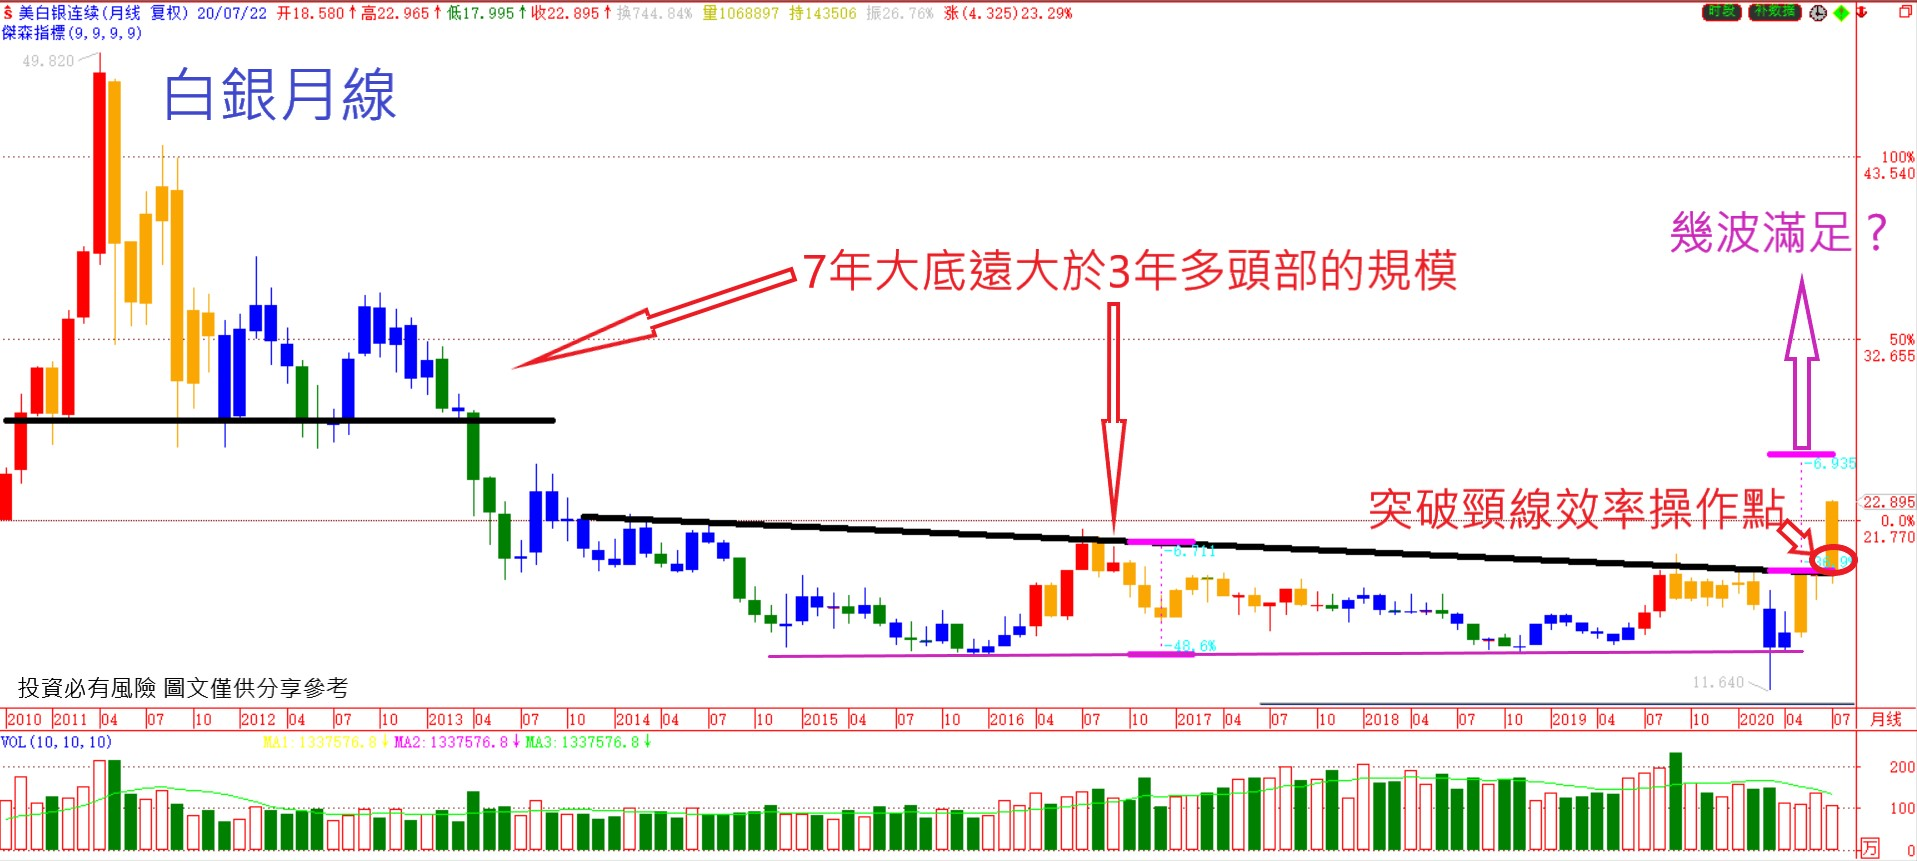 美白银连续(月线 复权) 20/07/22 开18.580↑高22.965↑低17.995↑收22.895↑换744.84% 量1068897 持143506 振26.76% 涨(4.325)23.29% 时段 补数据
傑森指標(9,9,9,9)
49.820
白銀月線
100%
43.540
幾波滿足？
7年大底遠大於3年多頭部的規模
50%
32.655
-6.935
突破頸線效率操作點
22.895
0.0%
21.770
-6.711
-48.6%
投資必有風險 圖文僅供分享參考
11.640
2010 2011 04 07 10 2012 04 07 10 2013 04 07 10 2014 04 07 10 2015 04 07 10 2016 04 07 10 2017 04 07 10 2018 04 07 10 2019 04 07 10 2020 04 07 月线
VOL(10,10,10) MA1:1337576.8↓ MA2:1337576.8↓ MA3:1337576.8↓
200
100
万 0